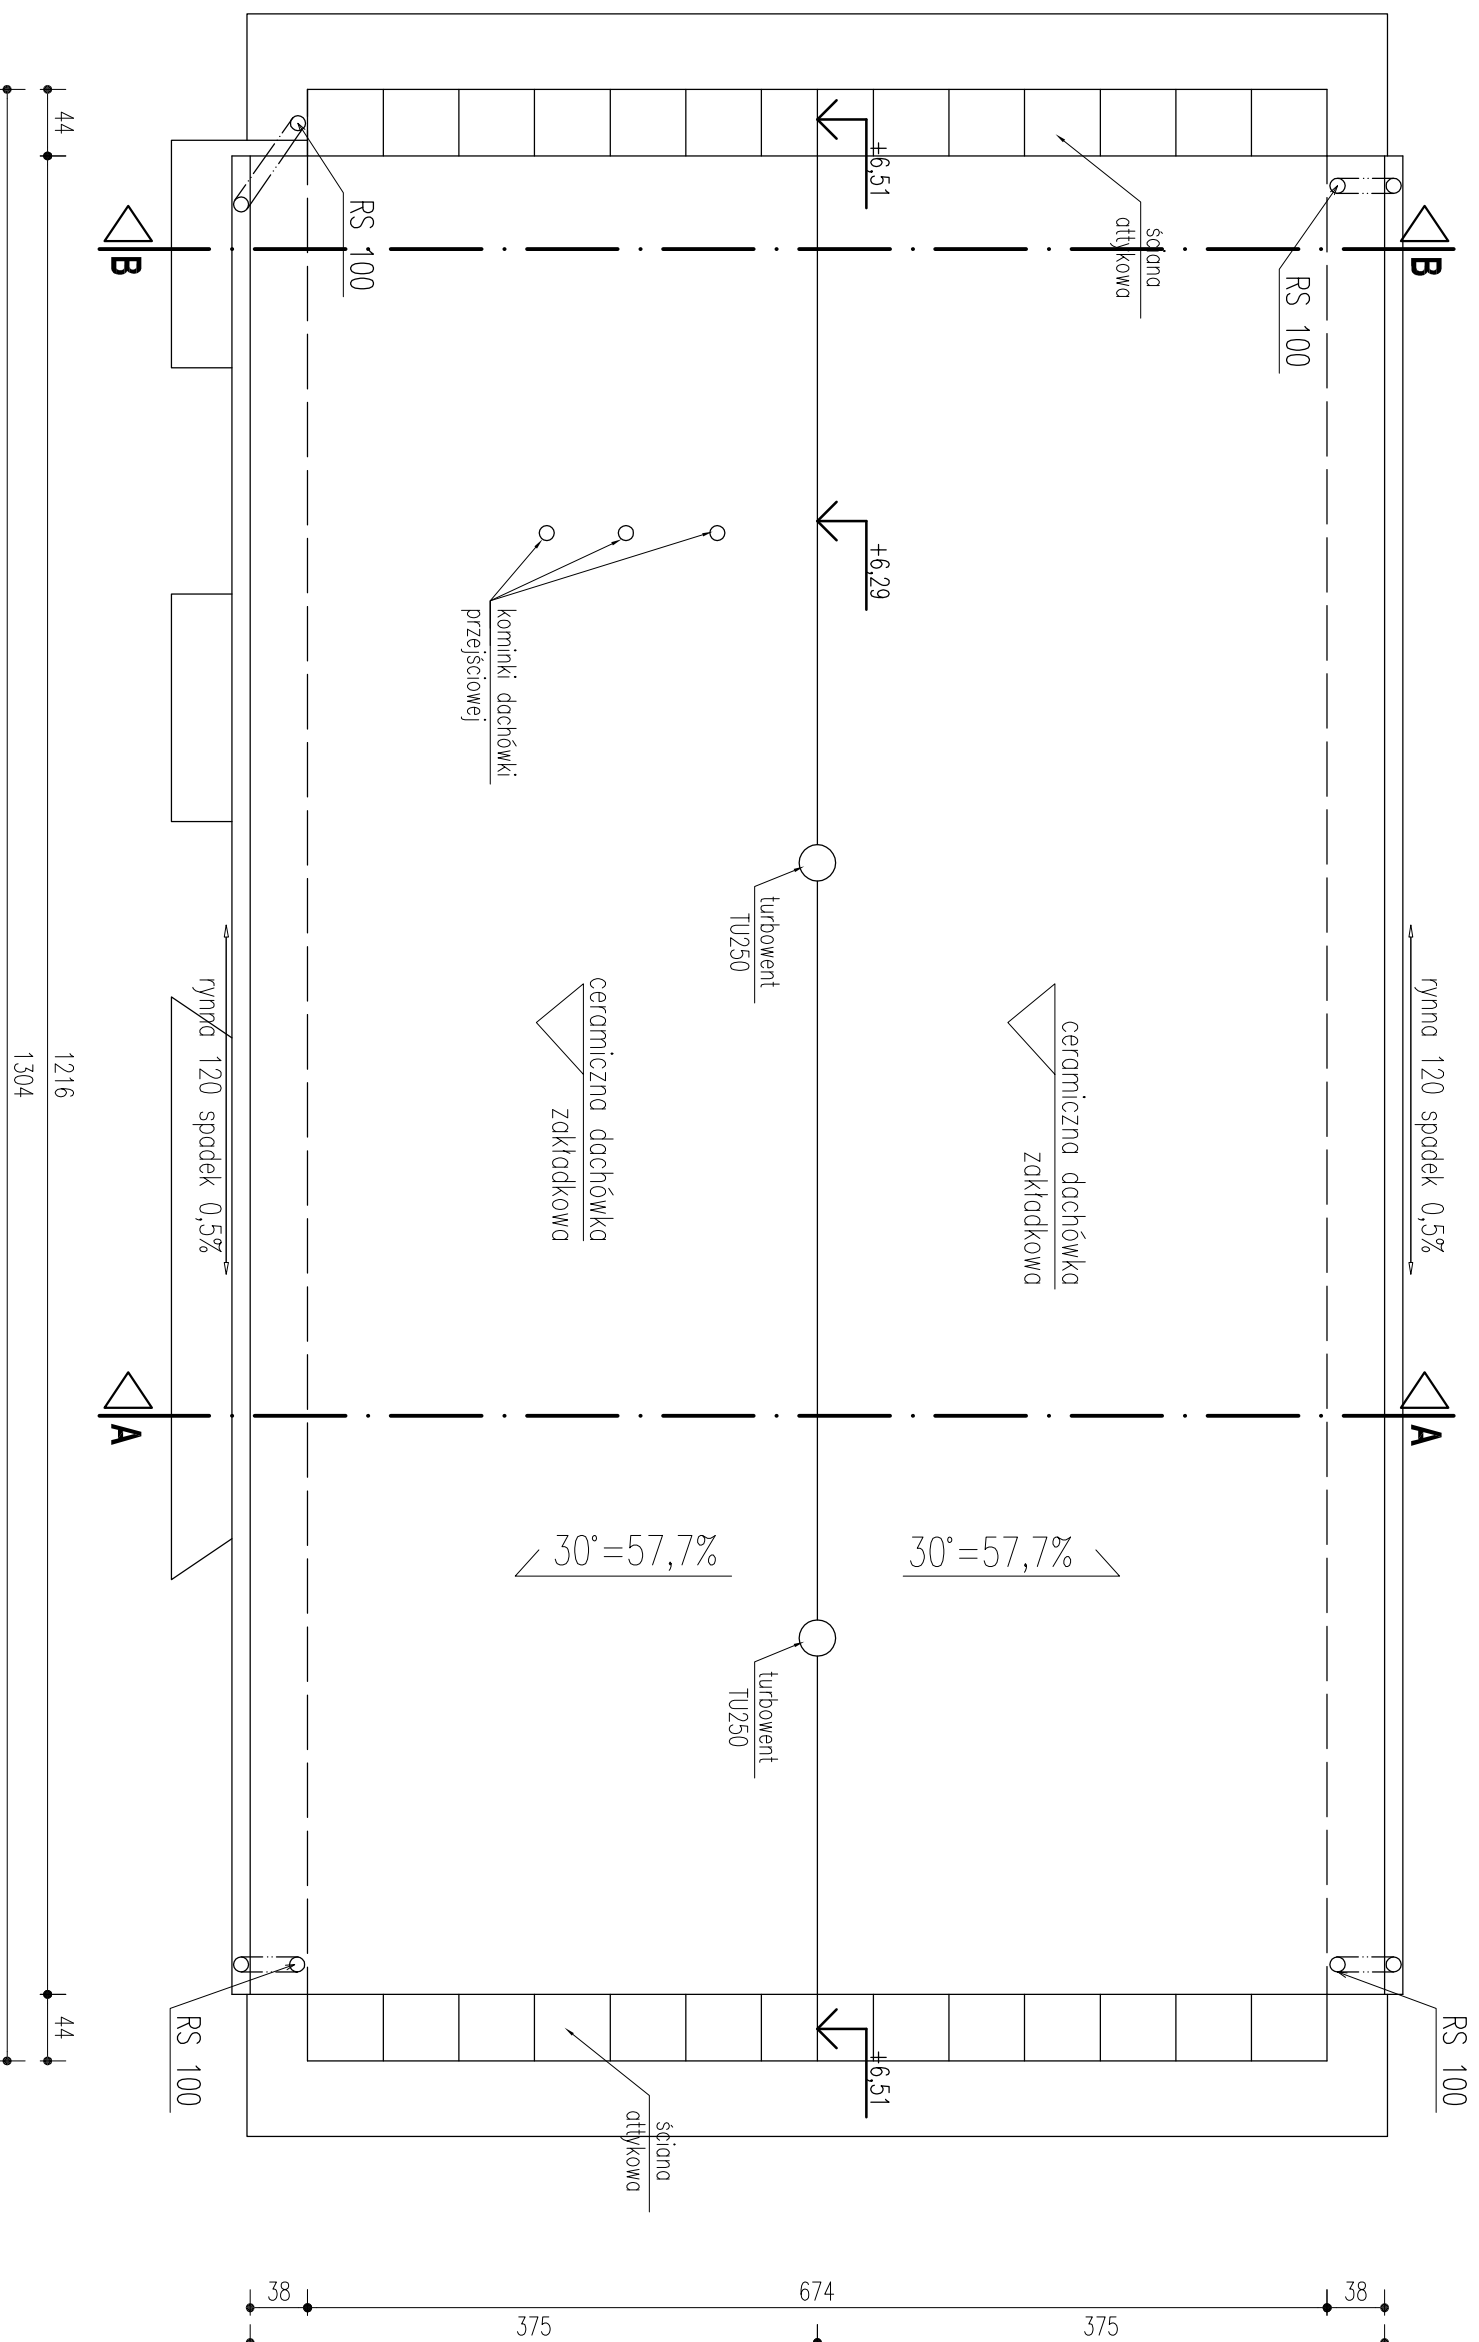 rynna 120 spadek 0,5%
B
A
RS 100
RS 100
ściana
attykowa
ceramiczna dachówka
zakładkowa
30°=57,7%
+6,51
+6,29
+6,51
turbowent
TU250
turbowent
TU250
ceramiczna dachówka
zakładkowa
30°=57,7%
ściana
attykowa
kominki dachówki
przejściowej
RS 100
RS 100
rynna 120 spadek 0,5%
B
A
44
1216
44
1304
38
674
38
375
375